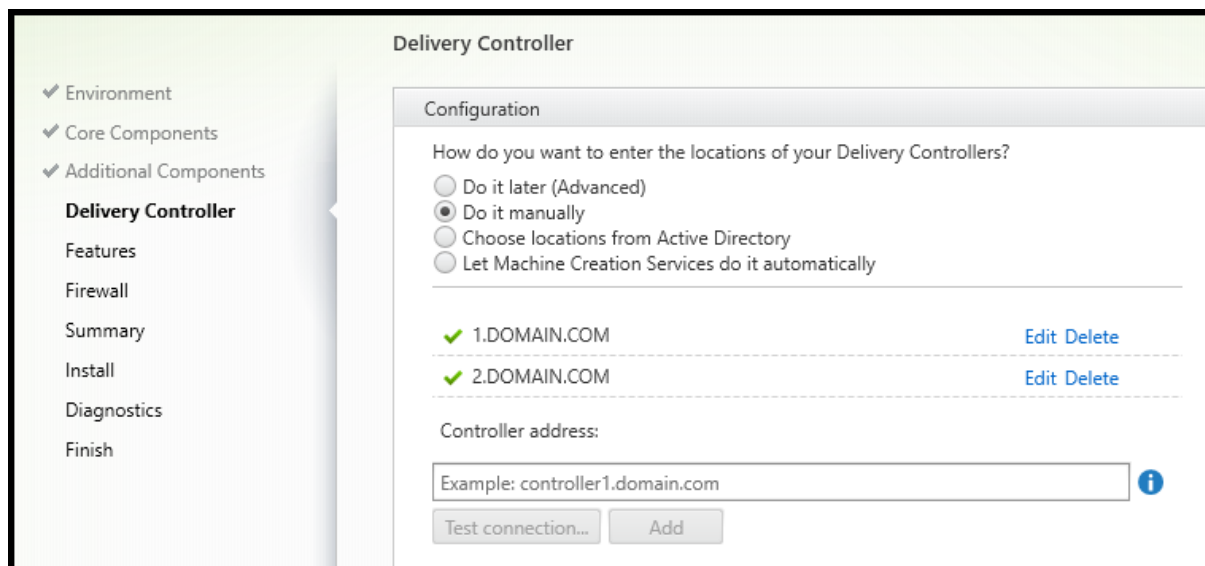 Delivery Controller
Environment
Core Components
Additional Components
Delivery Controller
Features
Firewall
Summary
Install
Diagnostics
Finish
Configuration
How do you want to enter the locations of your Delivery Controllers?
Do it later (Advanced)
Do it manually
Choose locations from Active Directory
Let Machine Creation Services do it automatically
1.DOMAIN.COM Edit Delete
2.DOMAIN.COM Edit Delete
Controller address:
Example: controller1.domain.com
Test connection... Add